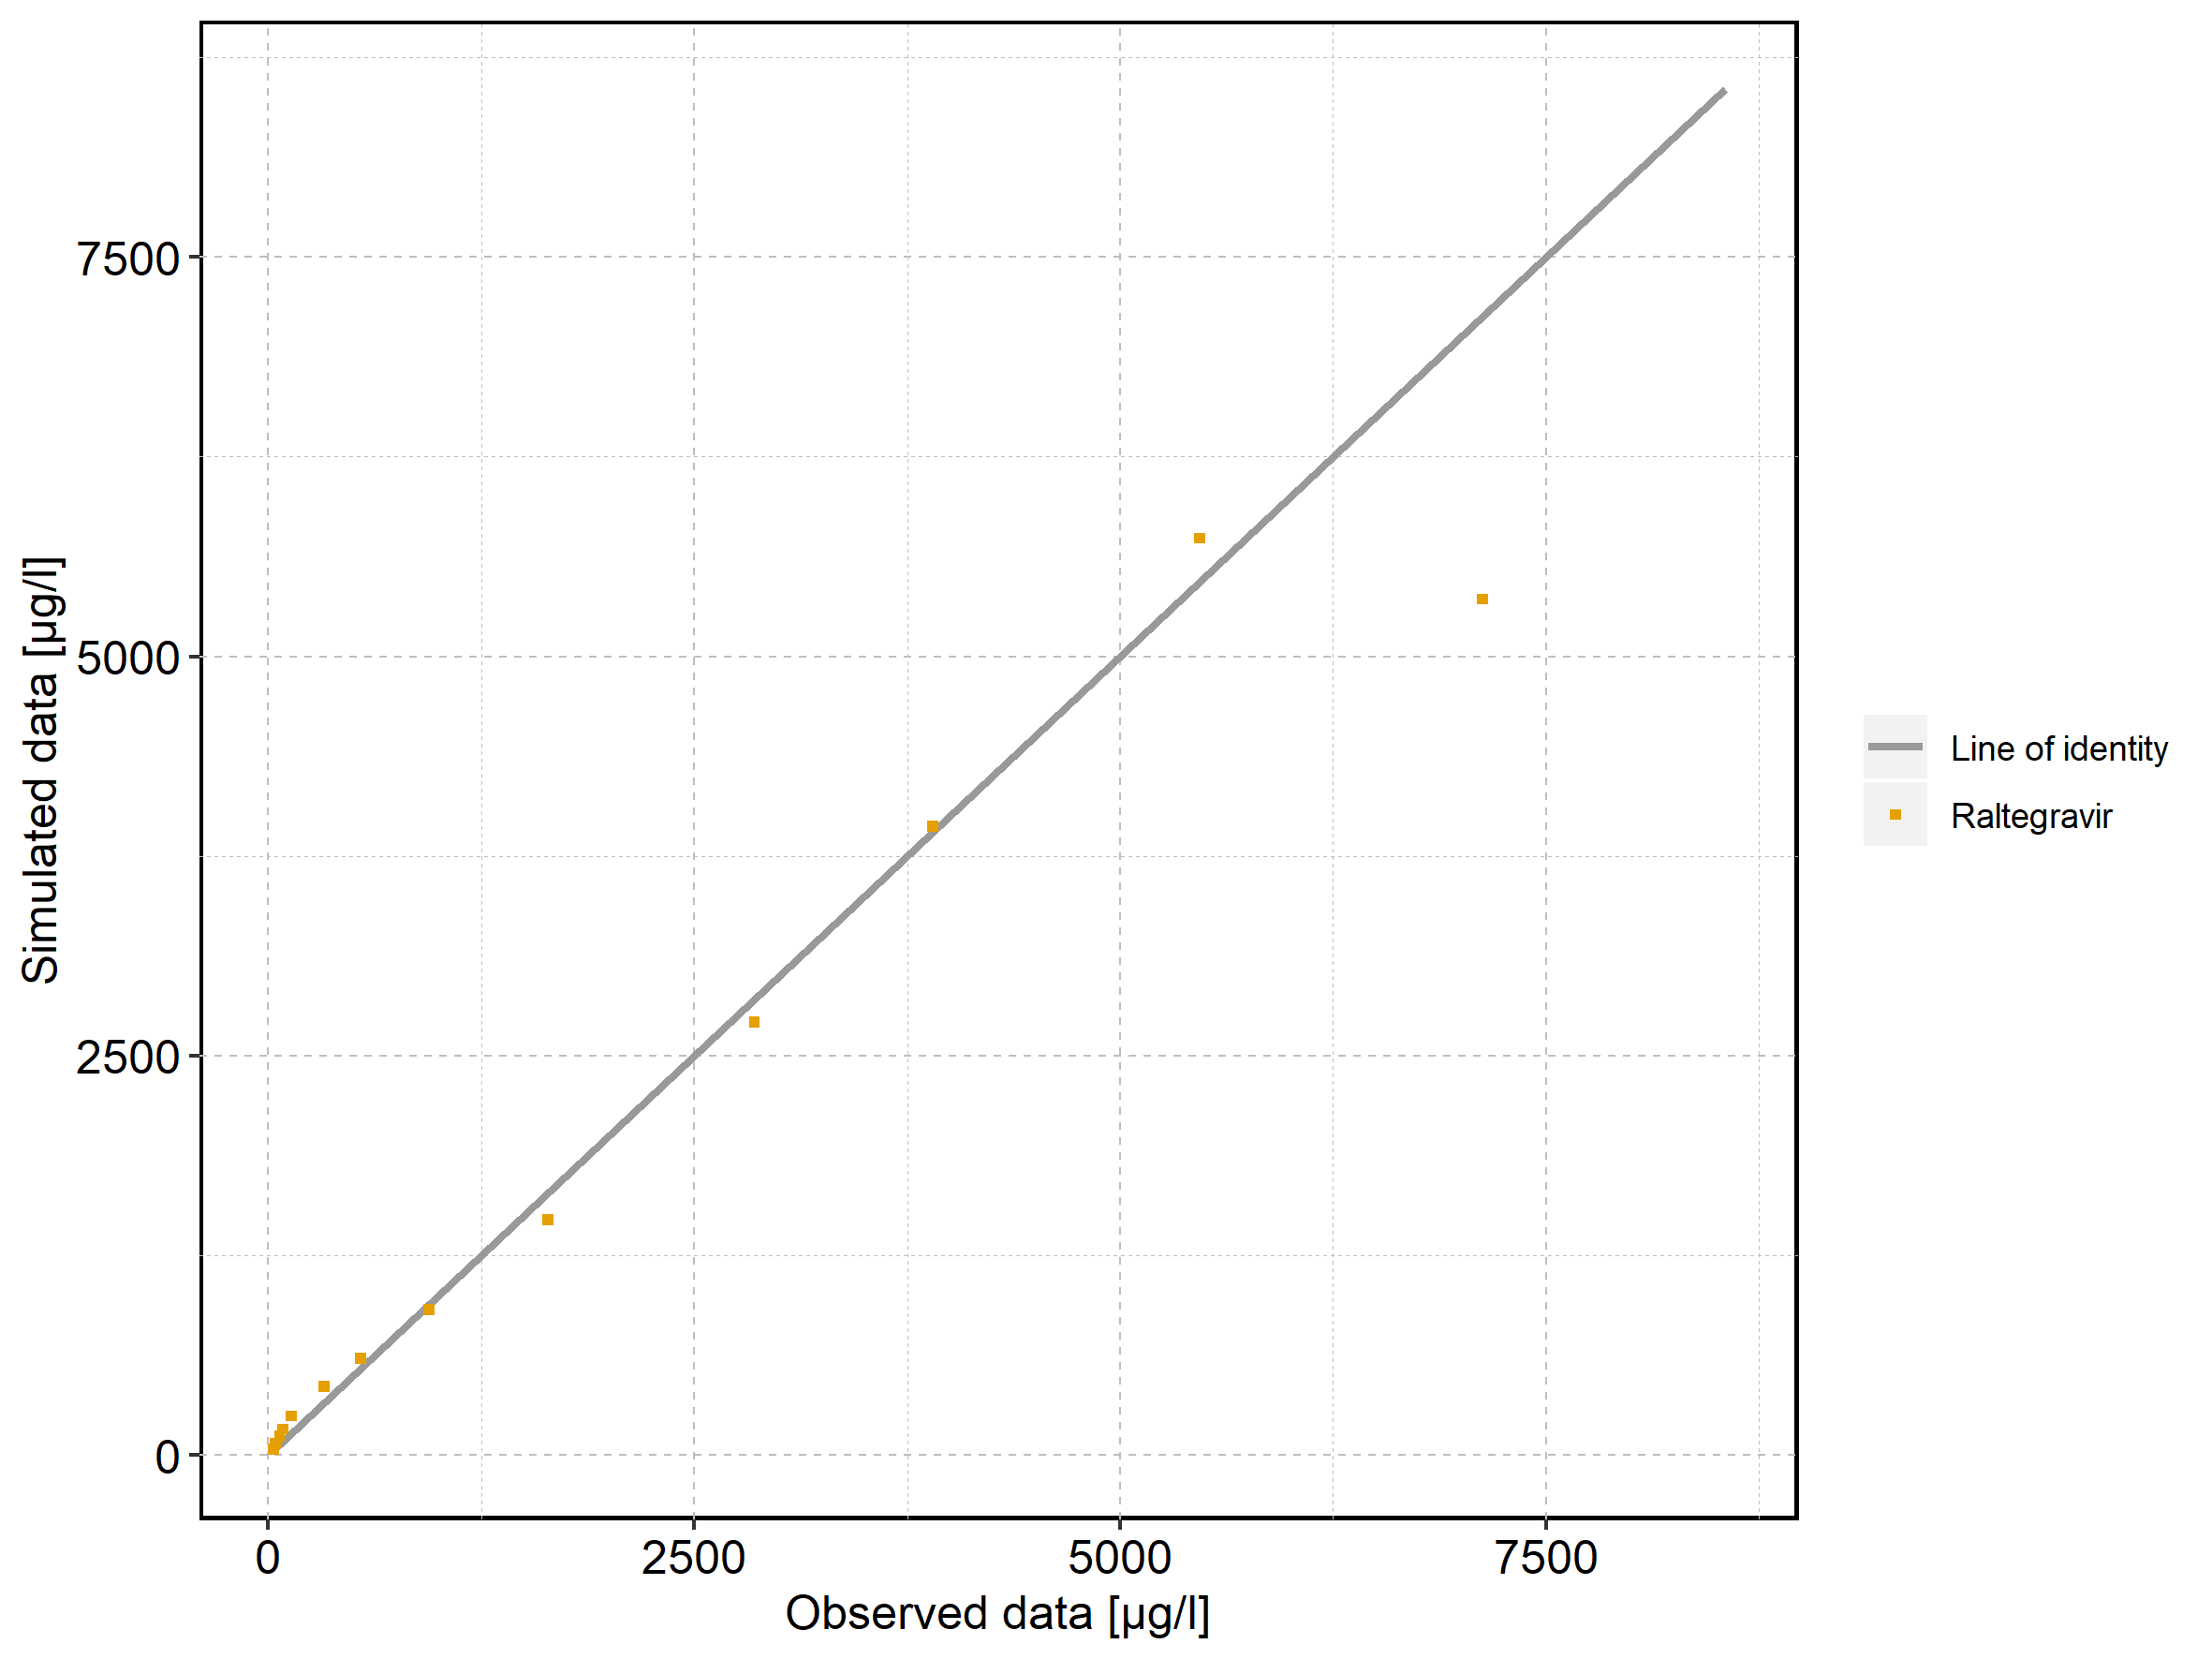 Simulated data [µg/l]
7500
5000
2500
0
0 2500 5000 7500
Observed data [µg/l]
Line of identity
Raltegravir